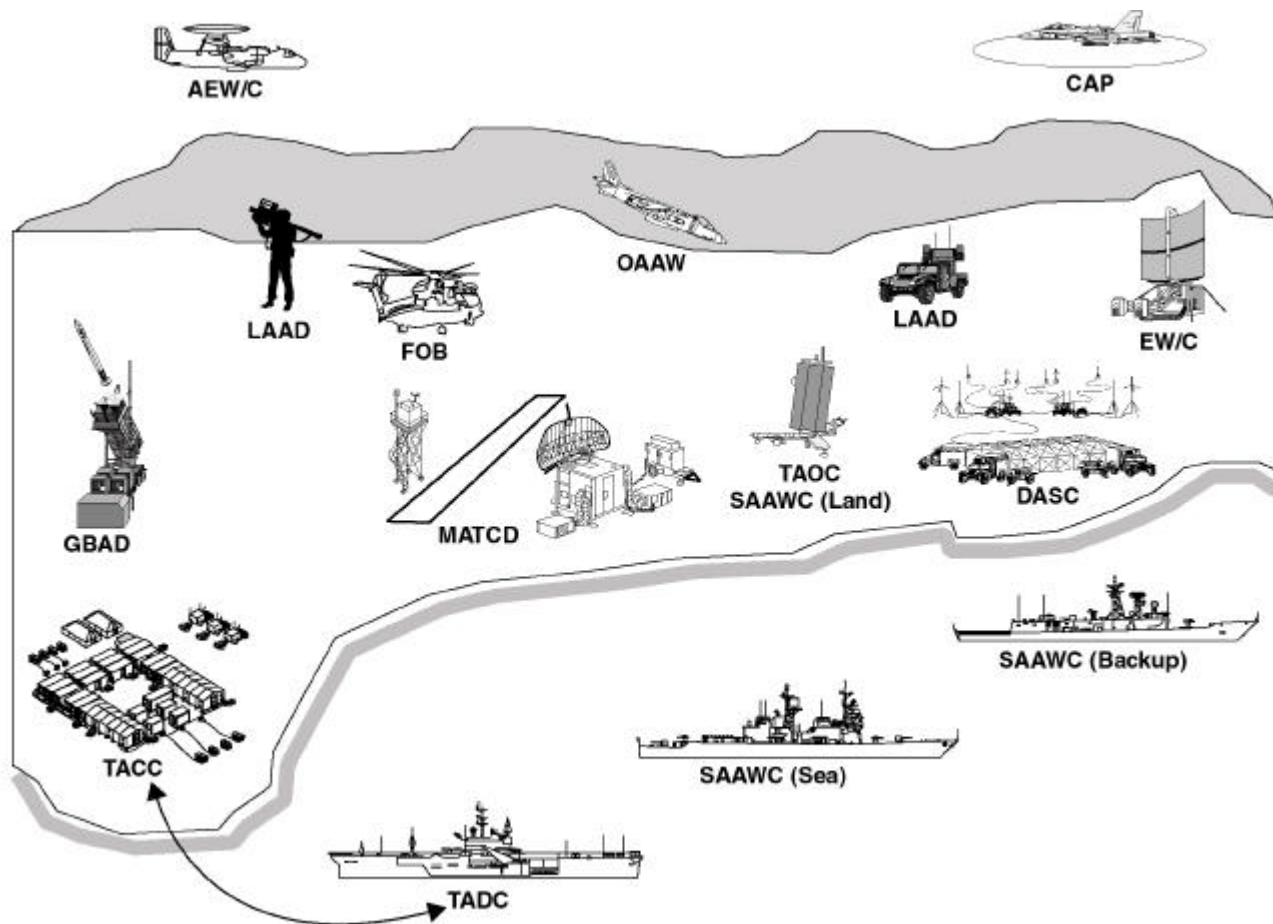 AEW/C
CAP
OAAW
LAAD
LAAD
FOB
EW/C
TAOC
SAAWC (Land)
DASC
MATCD
GBAD
SAAWC (Backup)
TACC
SAAWC (Sea)
TADC